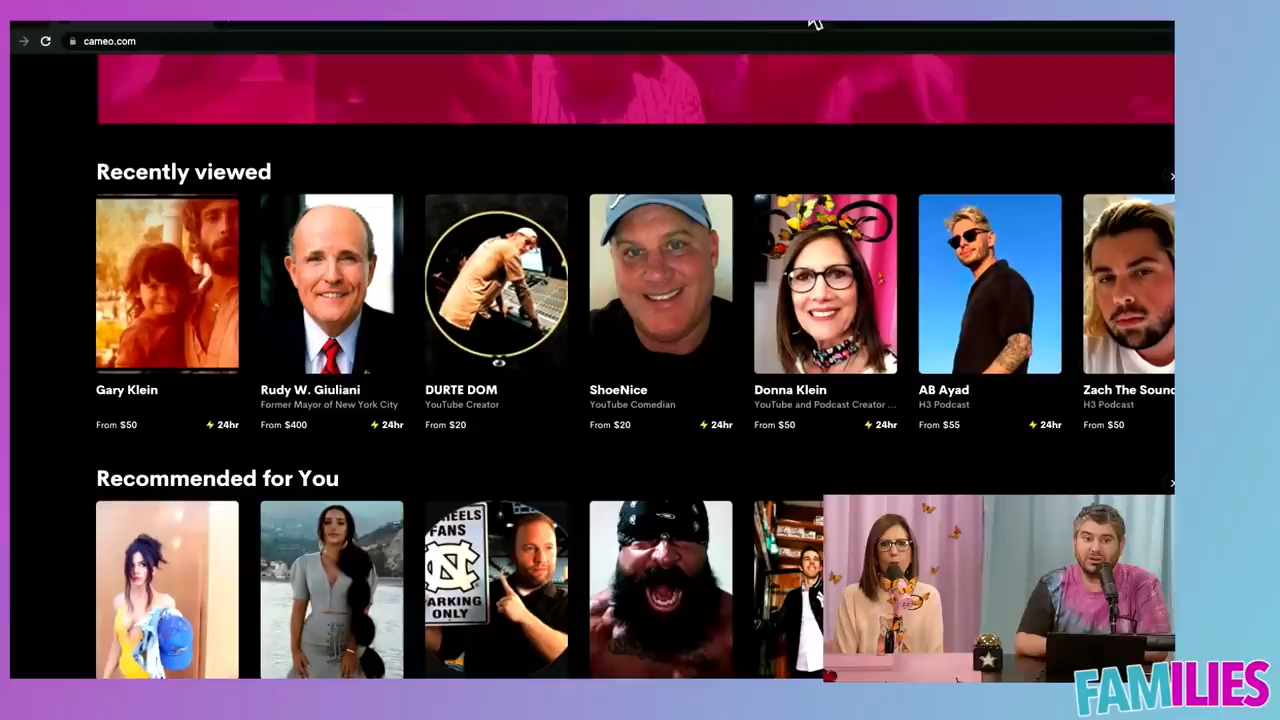 cameo.com
Recently viewed
Gary Klein
From $50
24hr
Rudy W. Giuliani
Former Mayor of New York City
From $400
24hr
DURTE DOM
YouTube Creator
From $20
ShoeNice
YouTube Comedian
From $20
24hr
Donna Klein
YouTube and Podcast Creator ...
From $50
24hr
AB Ayad
H3 Podcast
From $55
24hr
Zach The Soun
H3 Podcast
From $50
Recommended for You
HEELS
FANS
NC
PARKING
ONLY
FAMILIES